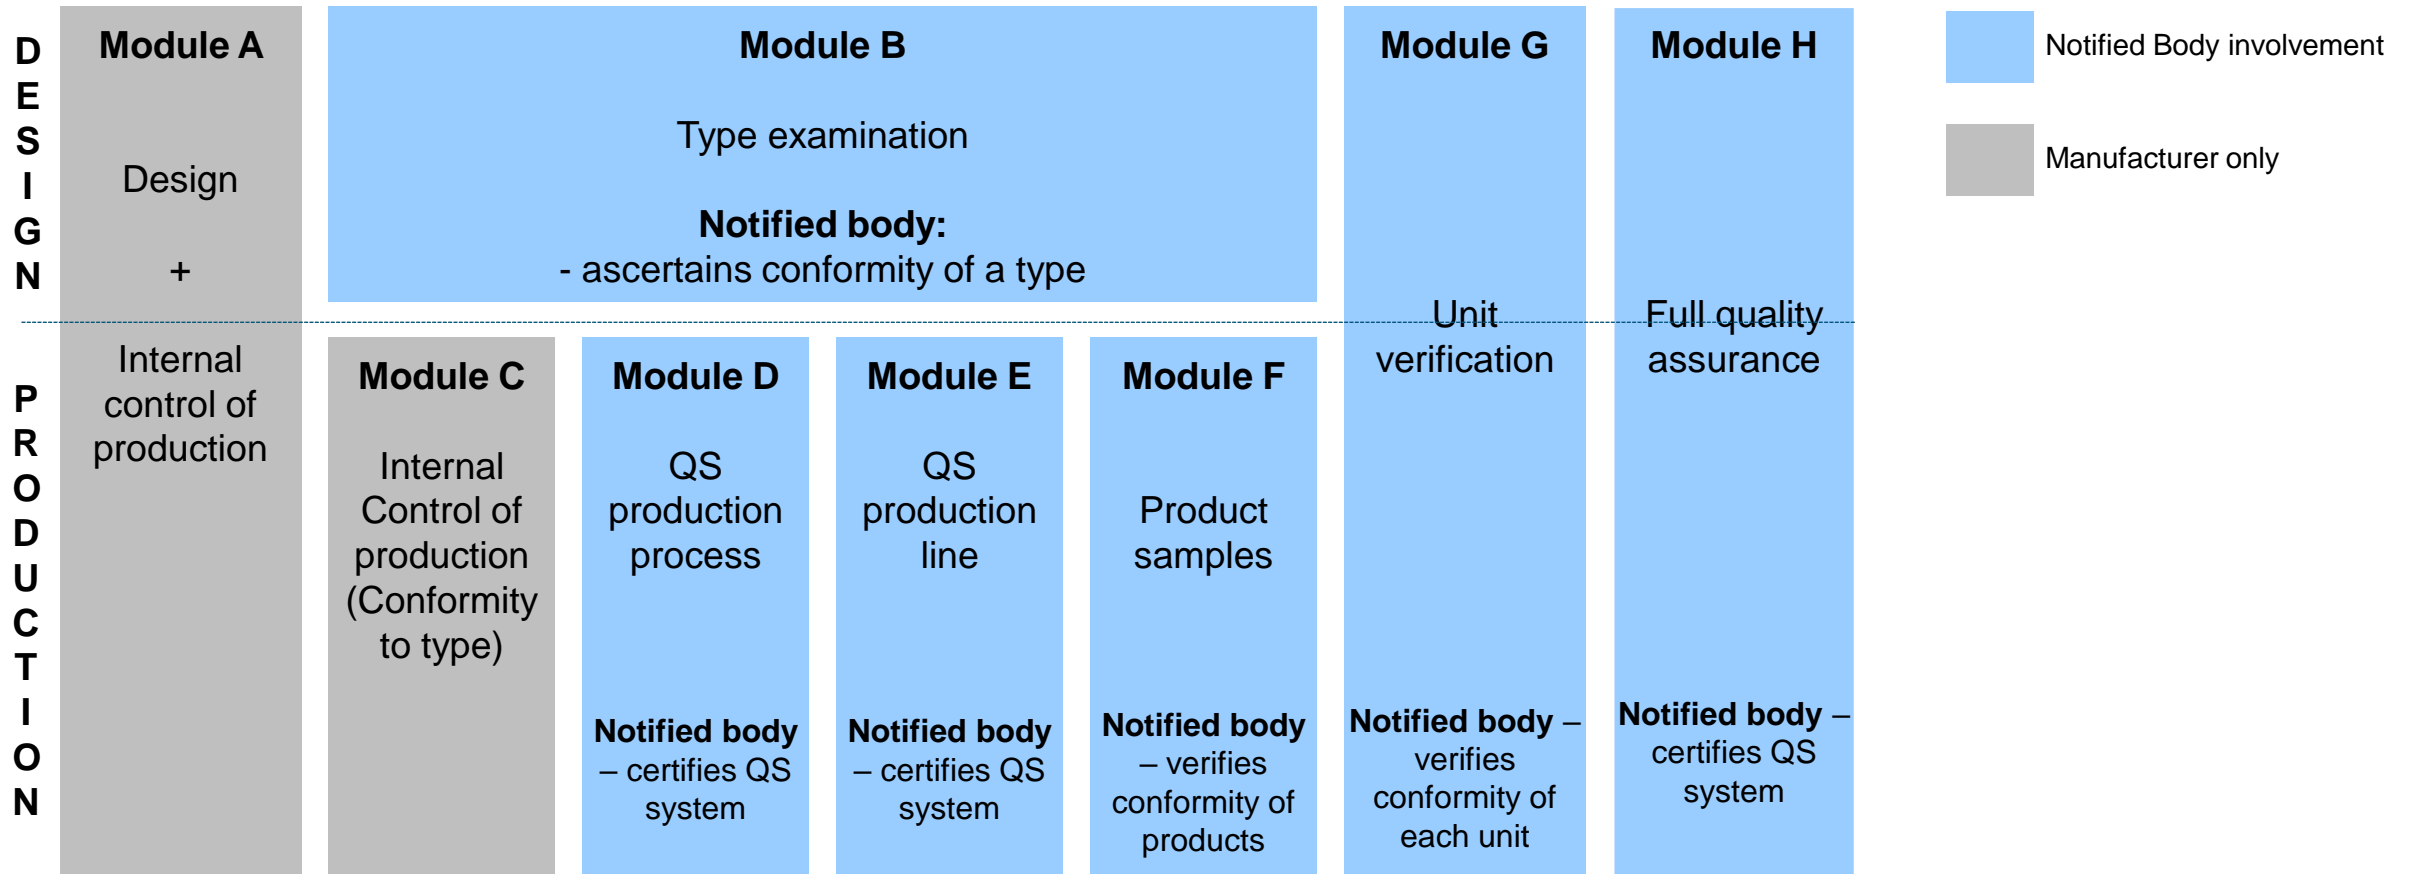 DESIGN
PRODUCTION
Module A
Design
+
Internal
control of
production
Module B
Type examination
Notified body:
- ascertains conformity of a type
Module C
Internal
Control of
production
(Conformity
to type)
Module D
QS
production
process
Notified body
– certifies QS
system
Module E
QS
production
line
Notified body
– certifies QS
system
Module F
Product
samples
Notified body
– verifies
conformity of
products
Module G
Unit
verification
Notified body –
verifies
conformity of
each unit
Module H
Full quality
assurance
Notified body –
certifies QS
system
Notified Body involvement
Manufacturer only